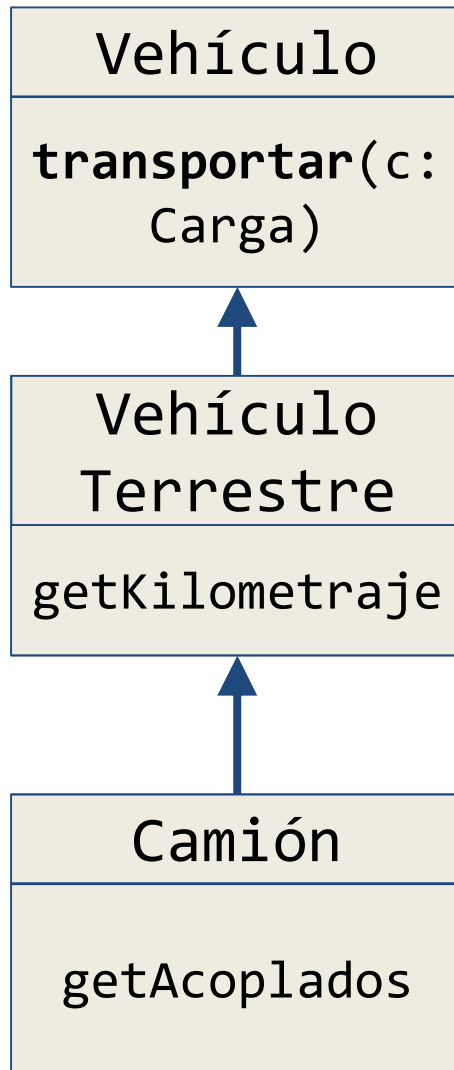 Vehículo
transportar(c:
Carga)
Vehículo
Terrestre
getKilometraje
Camión
getAcoplados